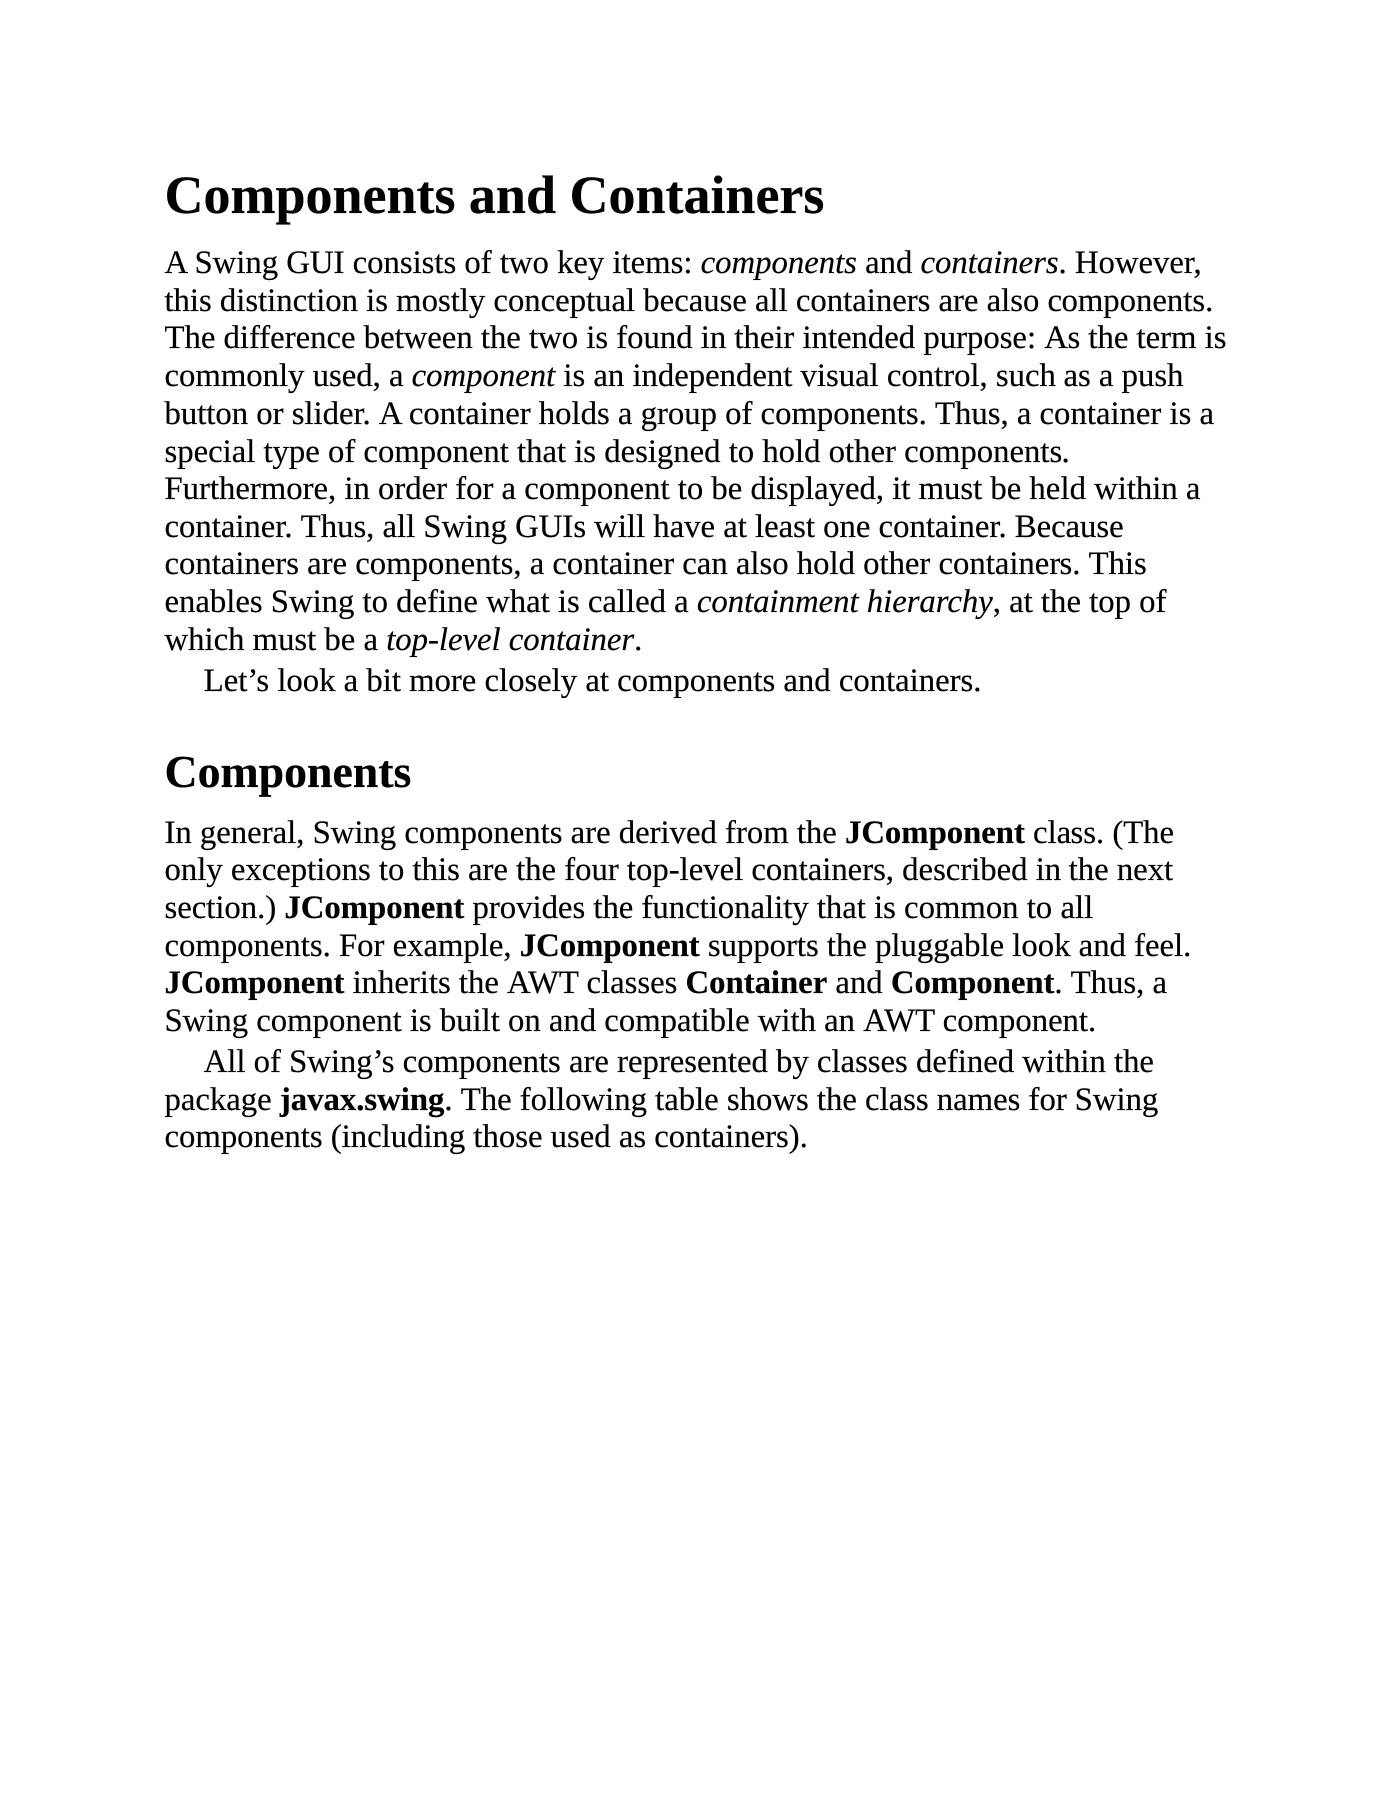 Components and Containers
A Swing GUI consists of two key items: components and containers. However,
this distinction is mostly conceptual because all containers are also components.
The difference between the two is found in their intended purpose: As the term is
commonly used, a component is an independent visual control, such as a push
button or slider. A container holds a group of components. Thus, a container is a
special type of component that is designed to hold other components.
Furthermore, in order for a component to be displayed, it must be held within a
container. Thus, all Swing GUIs will have at least one container. Because
containers are components, a container can also hold other containers. This
enables Swing to define what is called a containment hierarchy, at the top of
which must be a top-level container.
Let’s look a bit more closely at components and containers.
Components
In general, Swing components are derived from the JComponent class. (The
only exceptions to this are the four top-level containers, described in the next
section.) JComponent provides the functionality that is common to all
components. For example, JComponent supports the pluggable look and feel.
JComponent inherits the AWT classes Container and Component. Thus, a
Swing component is built on and compatible with an AWT component.
All of Swing’s components are represented by classes defined within the
package javax.swing. The following table shows the class names for Swing
components (including those used as containers).